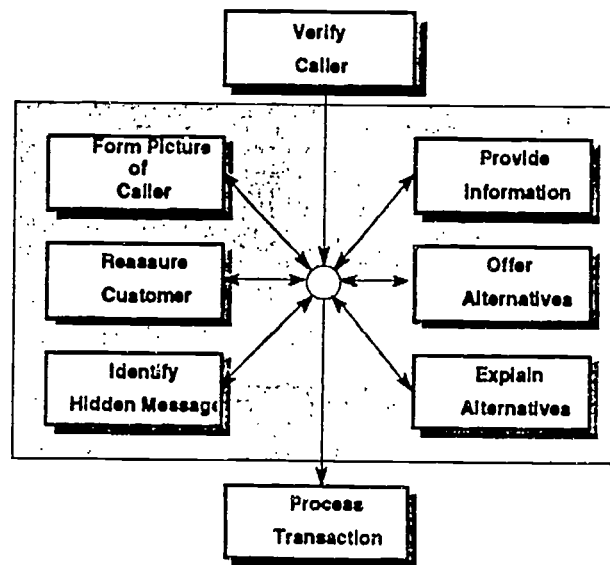 Verify
Caller
Form Picture
of
Caller
Reassure
Customer
Identify
Hidden Message
Provide
Information
Offer
Alternatives
Explain
Alternatives
Process
Transaction